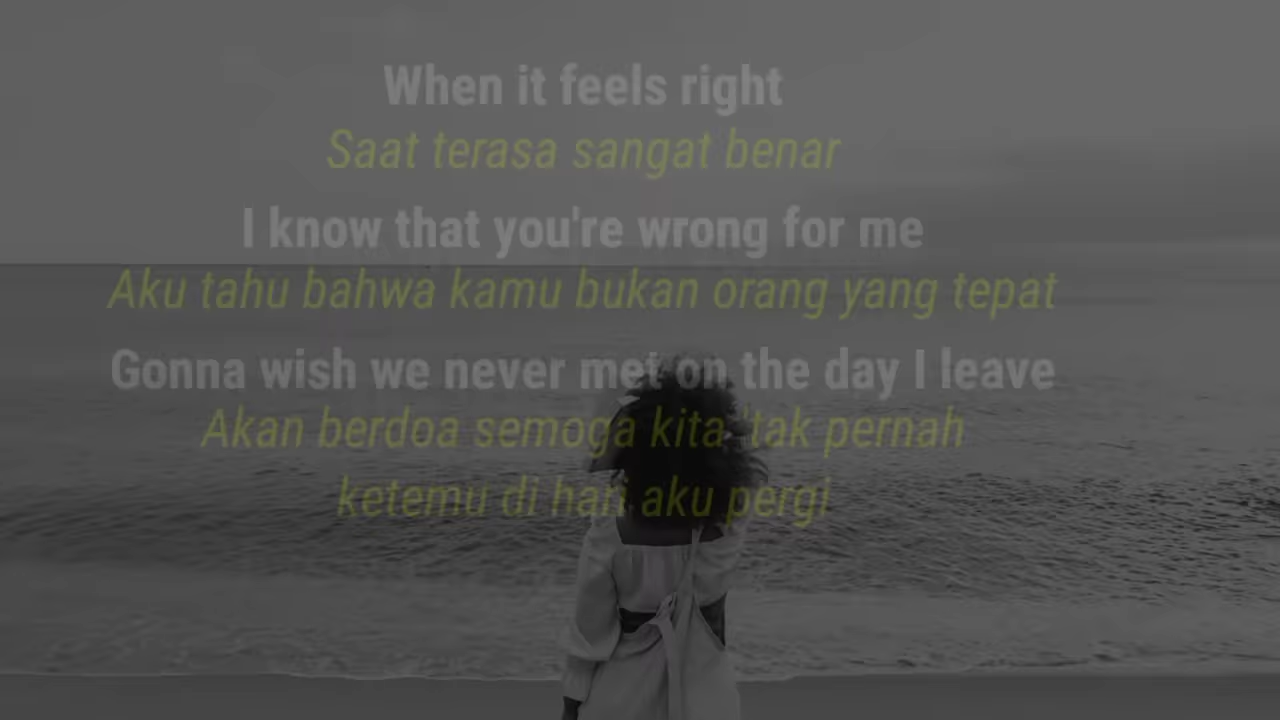 When it feels right
Saat terasa sangat benar
I know that you're wrong for me
Aku tahu bahwa kamu bukan orang yang tepat
Gonna wish we never met on the day I leave
Akan berdoa semoga kita 'tak pernah
ketemu di hari aku pergi